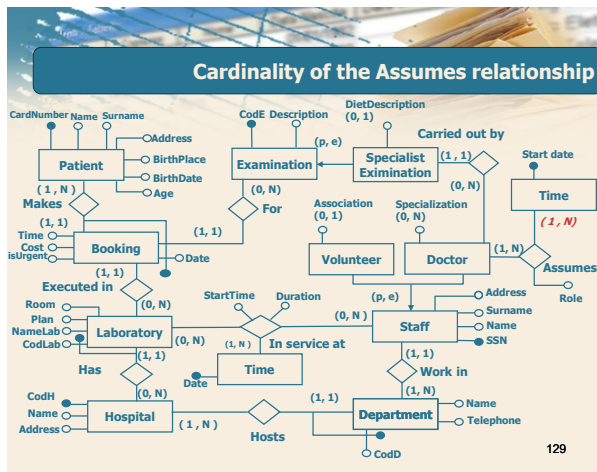 Cardinality of the Assumes relationship
CardNumber Name Surname
Address
Patient
BirthPlace
BirthDate
Age
(1, N)
Makes
(1, 1)
Time
Cost
isUrgent
Booking
Date
(1, 1)
Executed in
(0, N)
CodE Description
Examination
(p, e)
(0, N)
For
(1, 1)
DietDescription
(0, 1)
Specialist
Eximination
Carried out by
(1, 1)
(0, N)
Start date
Time
(1, N)
Association
(0, 1)
Specialization
(0, N)
Volunteer
Doctor
(1, N)
Assumes
Role
(p, e)
Room
Plan
NameLab
CodLab
Laboratory
(0, N)
StartTime
Duration
(0, N)
In service at
(1, N)
Time
Date
Staff
Address
Surname
Name
SSN
(1, 1)
Has
(0, N)
(1, 1)
Work in
(1, N)
CodH
Name
Address
Hospital
(1, N)
Hosts
(1, 1)
Department
Name
Telephone
CodD
129